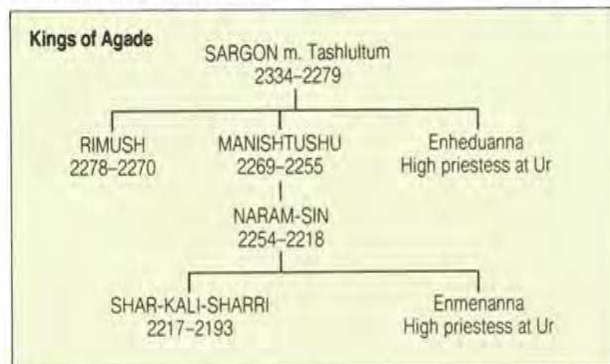 Kings of Agade
SARGON m. Tashlultum
2334–2279
RIMUSH MANISHTUSHU Enheduanna
2278–2270 2269–2255 High priestess at Ur
NARAM-SIN
2254–2218
SHAR-KALI-SHARRI Enmenanna
2217–2193 High priestess at Ur